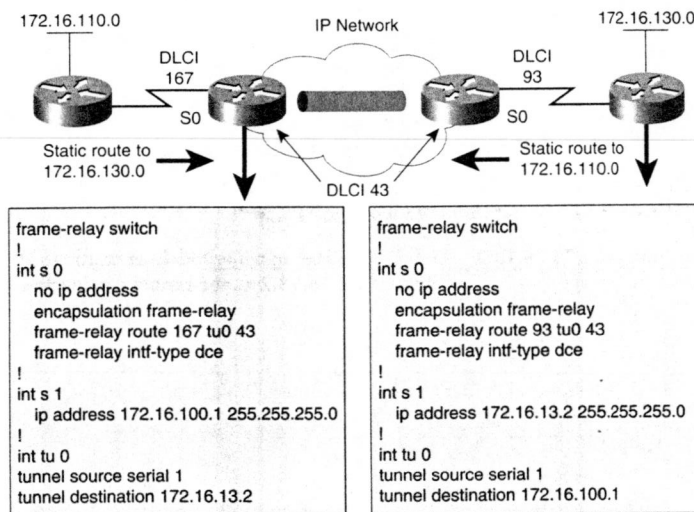 172.16.110.0
IP Network
172.16.130.0
DLCI
167
DLCI
93
S0
S0
Static route to
172.16.130.0
DLCI 43
Static route to
172.16.110.0
frame-relay switch
!
int s 0
no ip address
encapsulation frame-relay
frame-relay route 167 tu0 43
frame-relay intf-type dce
!
int s 1
ip address 172.16.100.1 255.255.255.0
!
int tu 0
tunnel source serial 1
tunnel destination 172.16.13.2
frame-relay switch
!
int s 0
no ip address
encapsulation frame-relay
frame-relay route 93 tu0 43
frame-relay intf-type dce
!
int s 1
ip address 172.16.13.2 255.255.255.0
!
int tu 0
tunnel source serial 1
tunnel destination 172.16.100.1